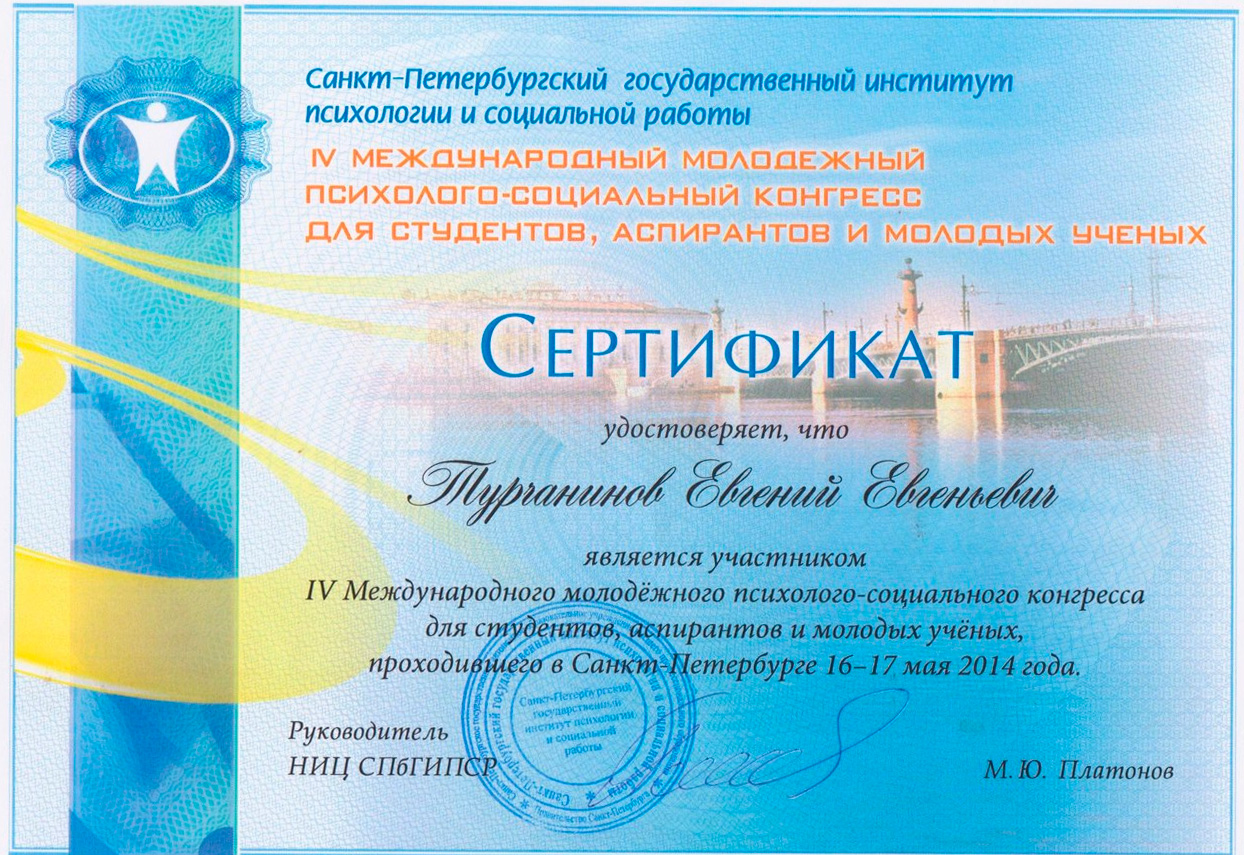 Санкт-Петербургский государственный институт
психологии и социальной работы
IV МЕЖДУНАРОДНЫЙ МОЛОДЕЖНЫЙ
ПСИХОЛОГО-СОЦИАЛЬНЫЙ КОНГРЕСС
ДЛЯ СТУДЕНТОВ, АСПИРАНТОВ И МОЛОДЫХ УЧЕНЫХ
СЕРТИФИКАТ
удостоверяет, что
Турчанинов Евгений Евгеньевич
является участником
IV Международного молодёжного психолого-социального конгресса
для студентов, аспирантов и молодых учёных,
проходившего в Санкт-Петербурге 16–17 мая 2014 года.
Руководитель
НИЦ СПбГИПСР
М. Ю. Платонов
Санкт-Петербургский
государственный
институт психологии
и социальной
работы